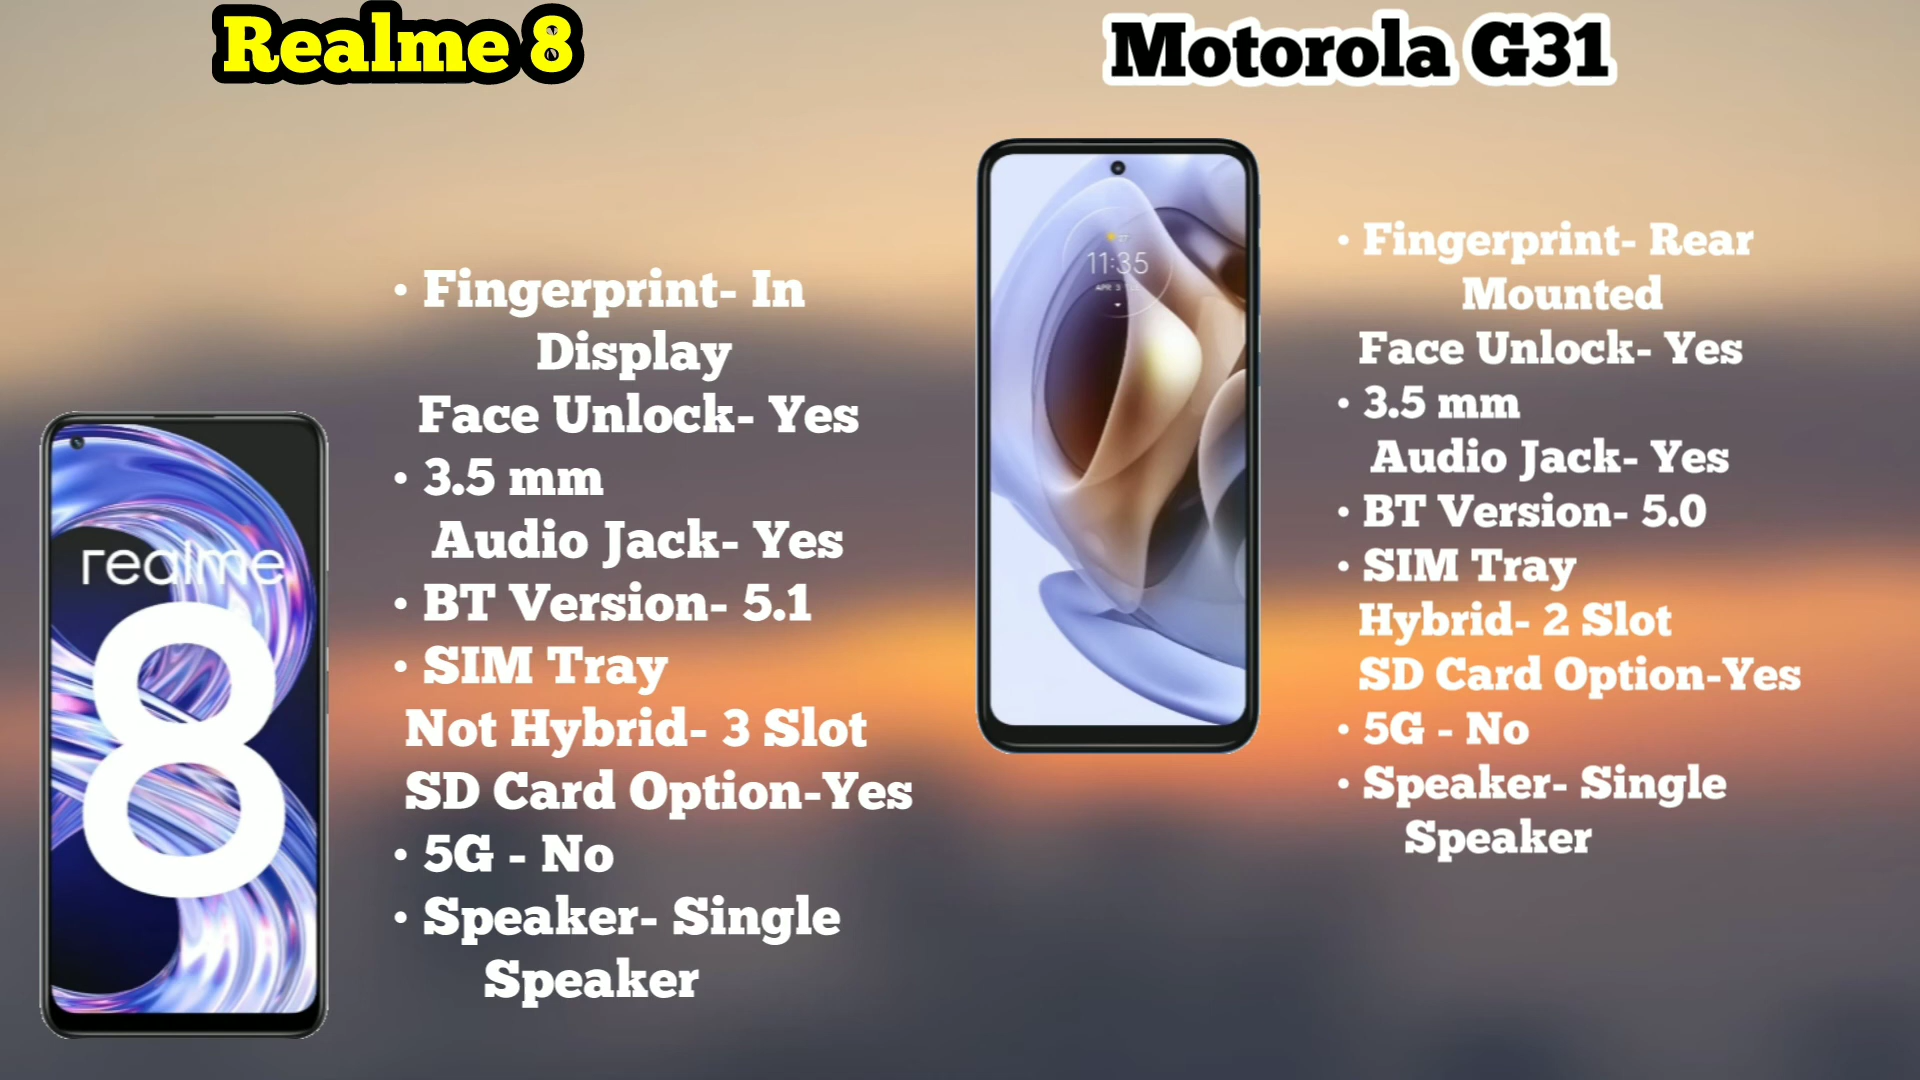 Realme 8
Motorola G31
• Fingerprint- In
Display
Face Unlock- Yes
• 3.5 mm
Audio Jack- Yes
• BT Version- 5.1
• SIM Tray
Not Hybrid- 3 Slot
SD Card Option-Yes
• 5G - No
• Speaker- Single
Speaker
realme
8
• Fingerprint- Rear
Mounted
Face Unlock- Yes
• 3.5 mm
Audio Jack- Yes
• BT Version- 5.0
• SIM Tray
Hybrid- 2 Slot
SD Card Option-Yes
• 5G - No
• Speaker- Single
Speaker
11:35